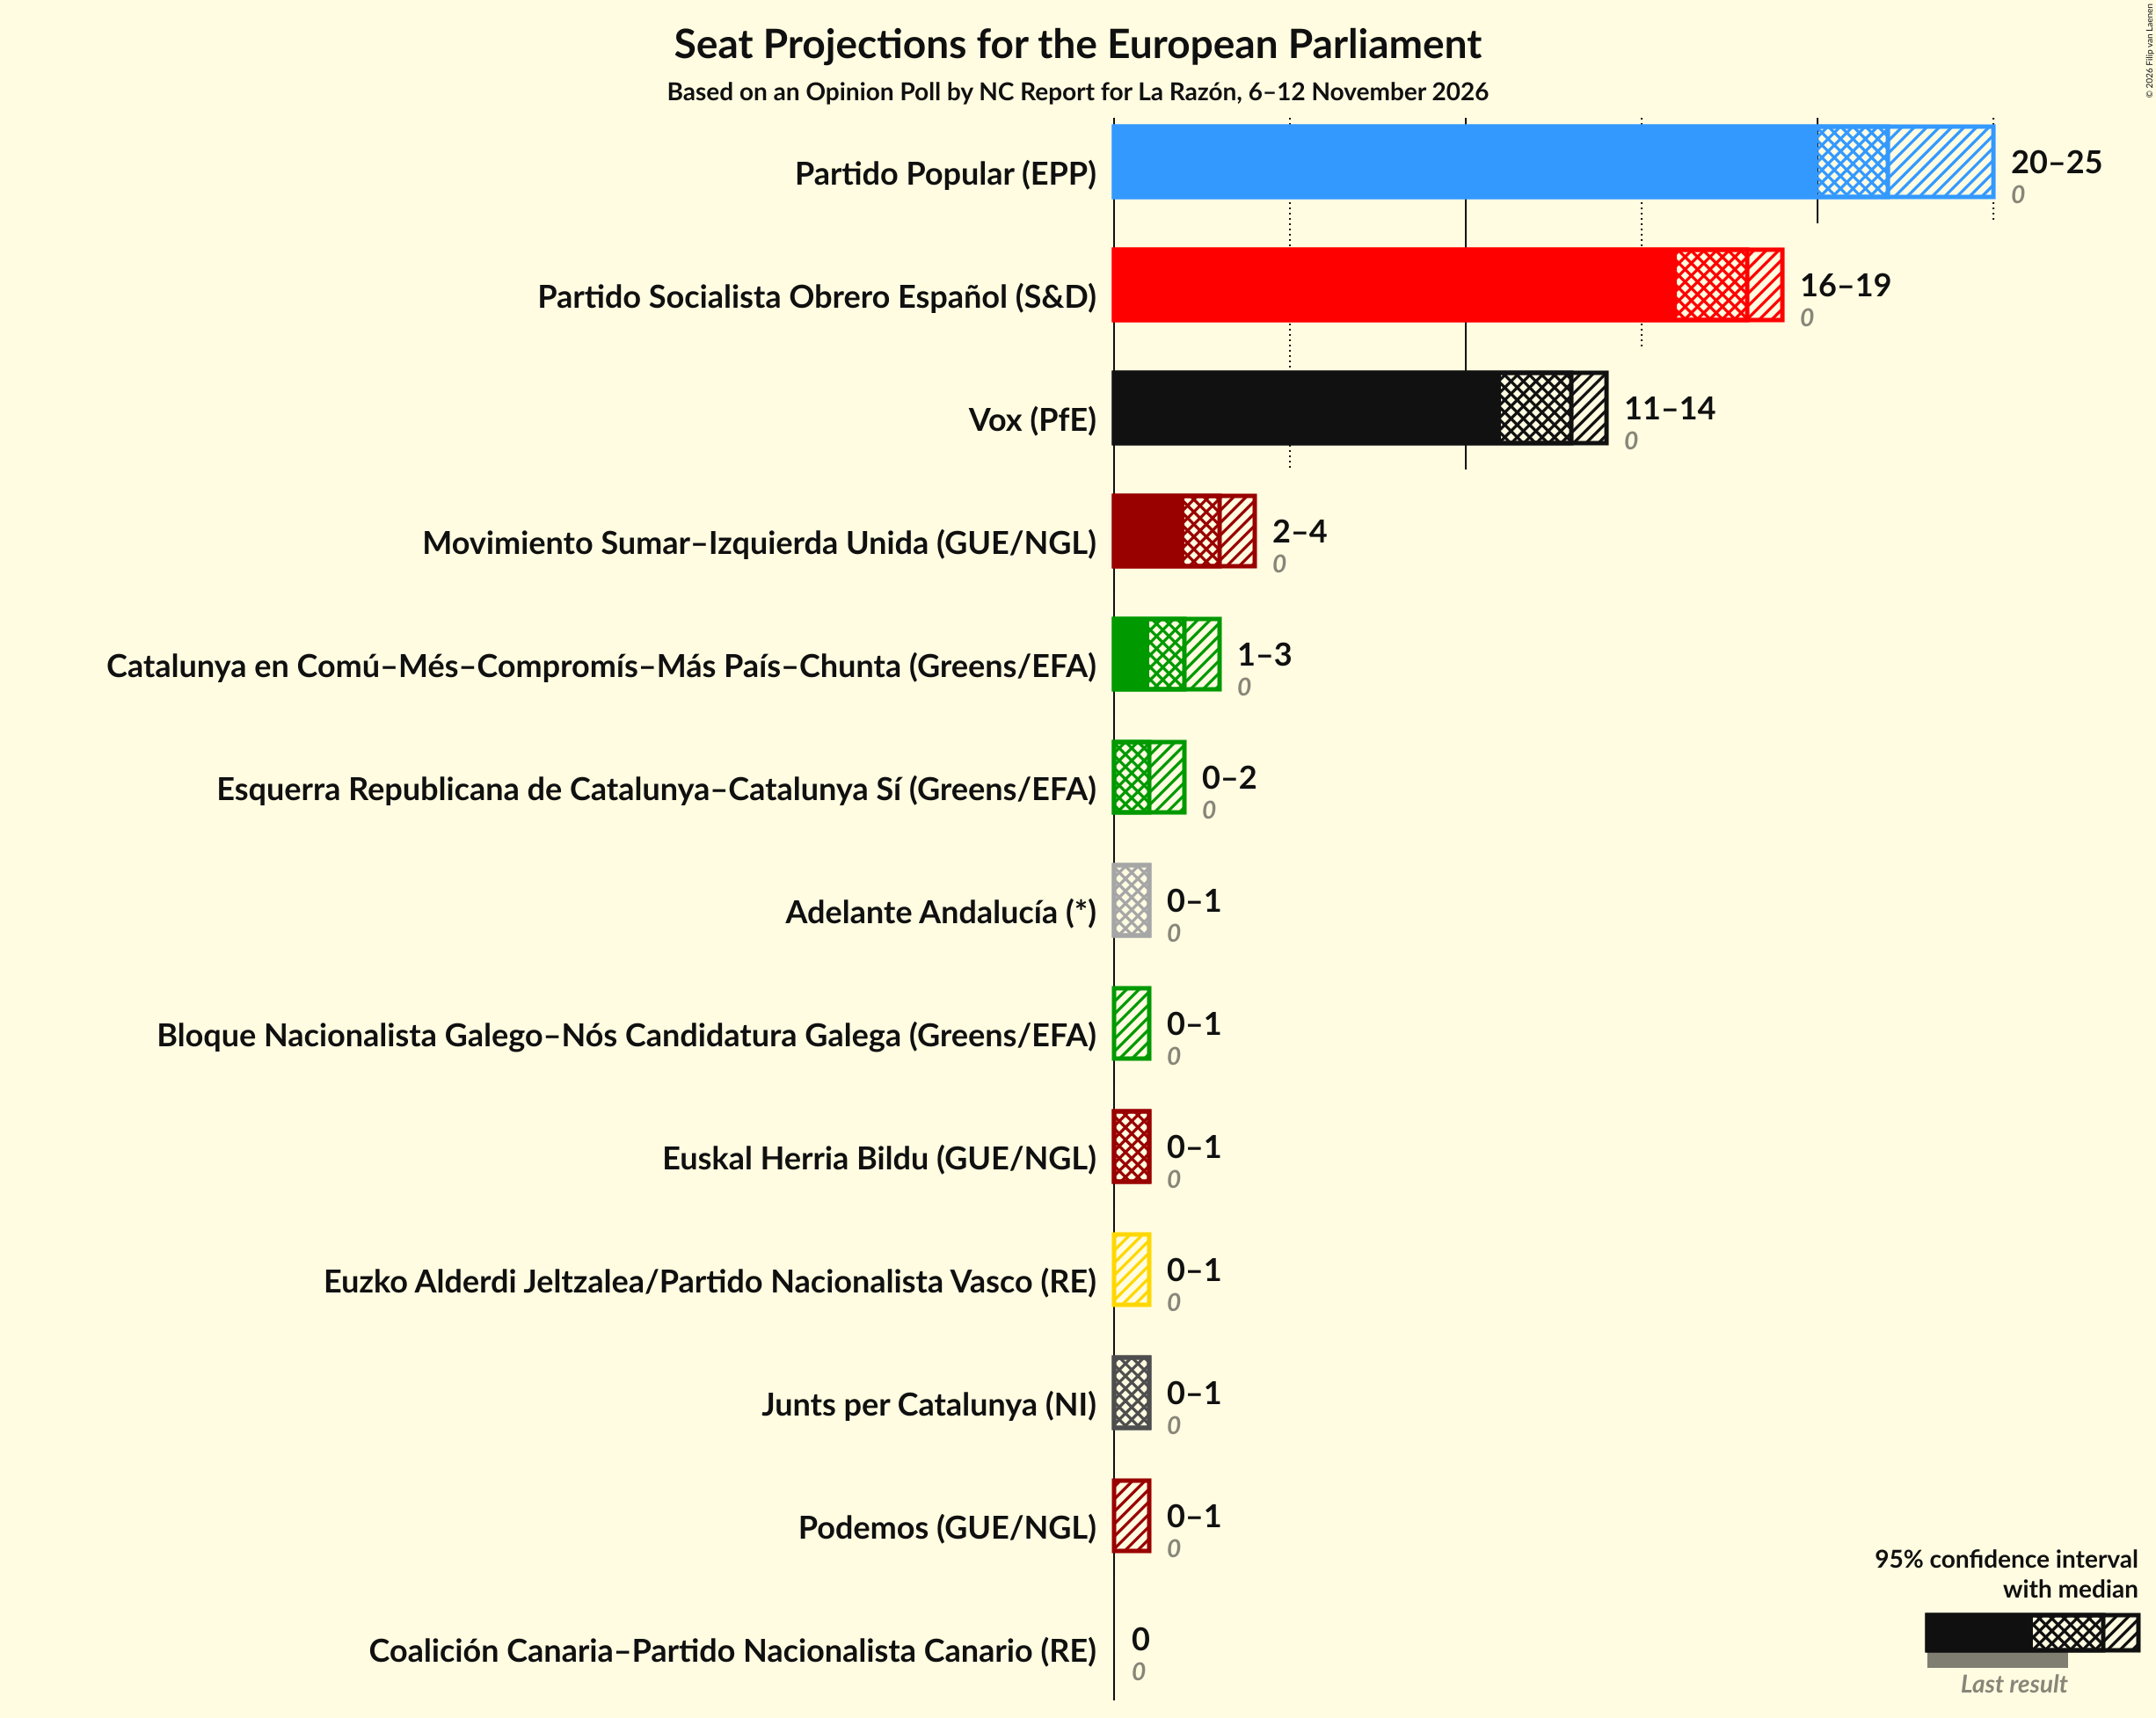 Seat Projections for the European Parliament
Based on an Opinion Poll by NC Report for La Razón, 6–12 November 2026
© 2026 Filip van Laenen
Partido Popular (EPP)
20–25
0
Partido Socialista Obrero Español (S&D)
16–19
0
Vox (PfE)
11–14
0
Movimiento Sumar–Izquierda Unida (GUE/NGL)
2–4
0
Catalunya en Comú–Més–Compromís–Más País–Chunta (Greens/EFA)
1–3
0
Esquerra Republicana de Catalunya–Catalunya Sí (Greens/EFA)
0–2
0
Adelante Andalucía (*)
0–1
0
Bloque Nacionalista Galego–Nós Candidatura Galega (Greens/EFA)
0–1
0
Euskal Herria Bildu (GUE/NGL)
0–1
0
Euzko Alderdi Jeltzalea/Partido Nacionalista Vasco (RE)
0–1
0
Junts per Catalunya (NI)
0–1
0
Podemos (GUE/NGL)
0–1
0
Coalición Canaria–Partido Nacionalista Canario (RE)
0
0
95% confidence interval
with median
Last result